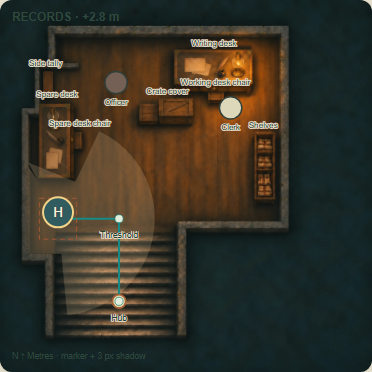 RECORDS · +2.8 m
Writing desk
Side tally
Working desk chair
Crate cover
Spare desk
Officer
Spare desk chair
Clerk
Shelves
H
Threshold
Hub
N ↑ Metres · marker + 3 px shadow